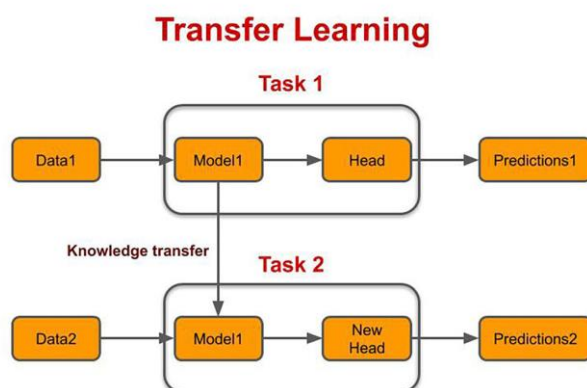 Transfer Learning
Task 1
Data1
Model1
Head
Predictions1
Knowledge transfer
Task 2
Data2
Model1
New
Head
Predictions2